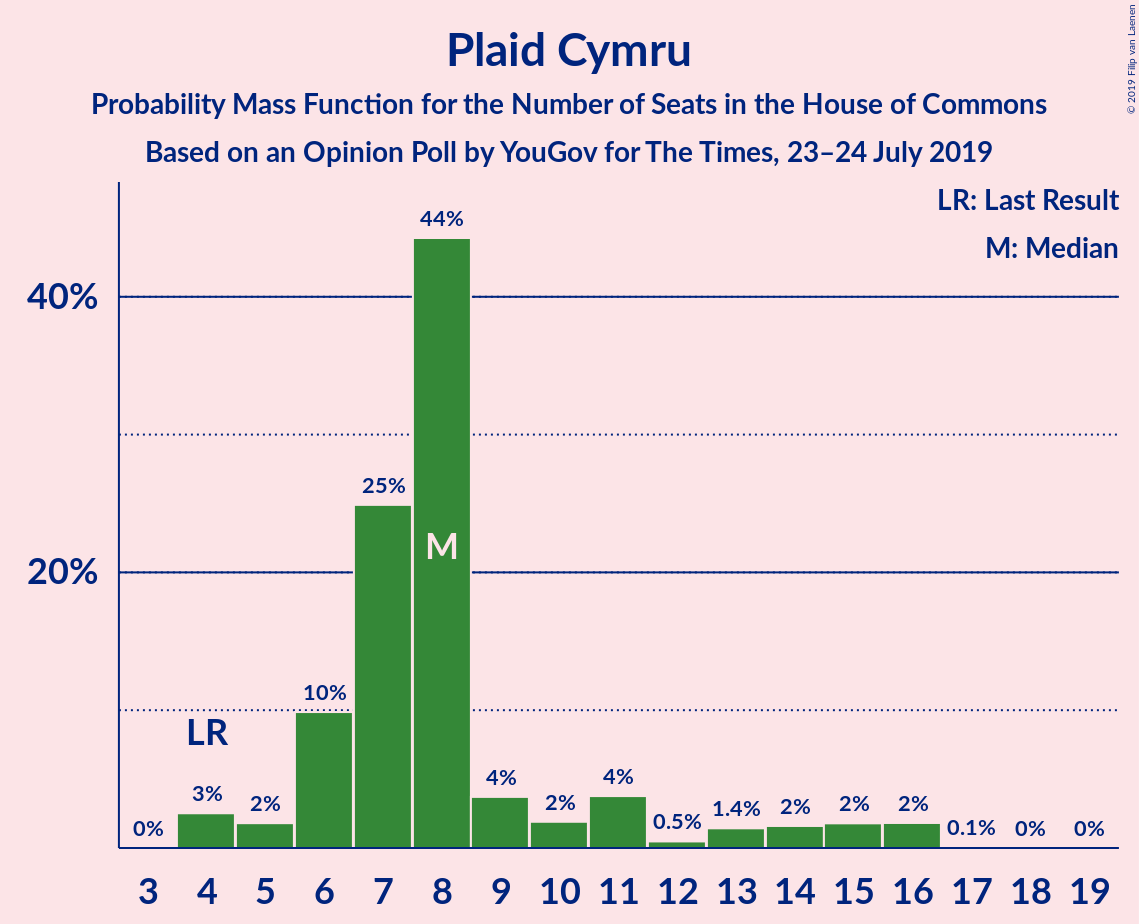 Plaid Cymru
Probability Mass Function for the Number of Seats in the House of Commons
Based on an Opinion Poll by YouGov for The Times, 23–24 July 2019
© 2019 Filip van Laenen
LR: Last Result
M: Median
40%
20%
0%
3%
2%
10%
25%
44%
4%
2%
4%
0.5%
1.4%
2%
2%
2%
0.1%
0%
0%
LR
M
3 4 5 6 7 8 9 10 11 12 13 14 15 16 17 18 19